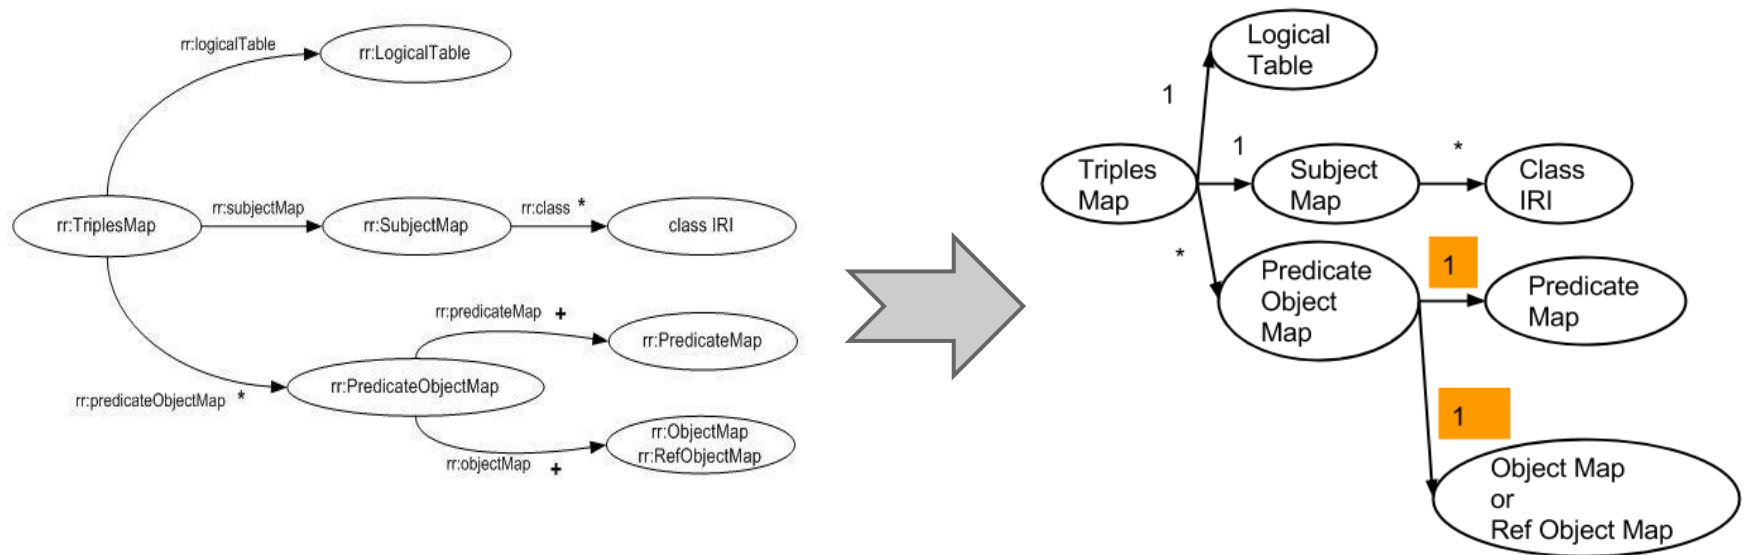 rr:logicalTable
rr:LogicalTable
rr:TriplesMap
rr:subjectMap
rr:SubjectMap
rr:class *
class IRI
rr:predicateMap +
rr:PredicateMap
rr:PredicateObjectMap
rr:predicateObjectMap *
rr:ObjectMap
rr:RefObjectMap
rr:objectMap +
Logical
Table
1
Triples
Map
1
Subject
Map
*
Class
IRI
*
Predicate
Object
Map
1
Predicate
Map
1
Object Map
or
Ref Object Map